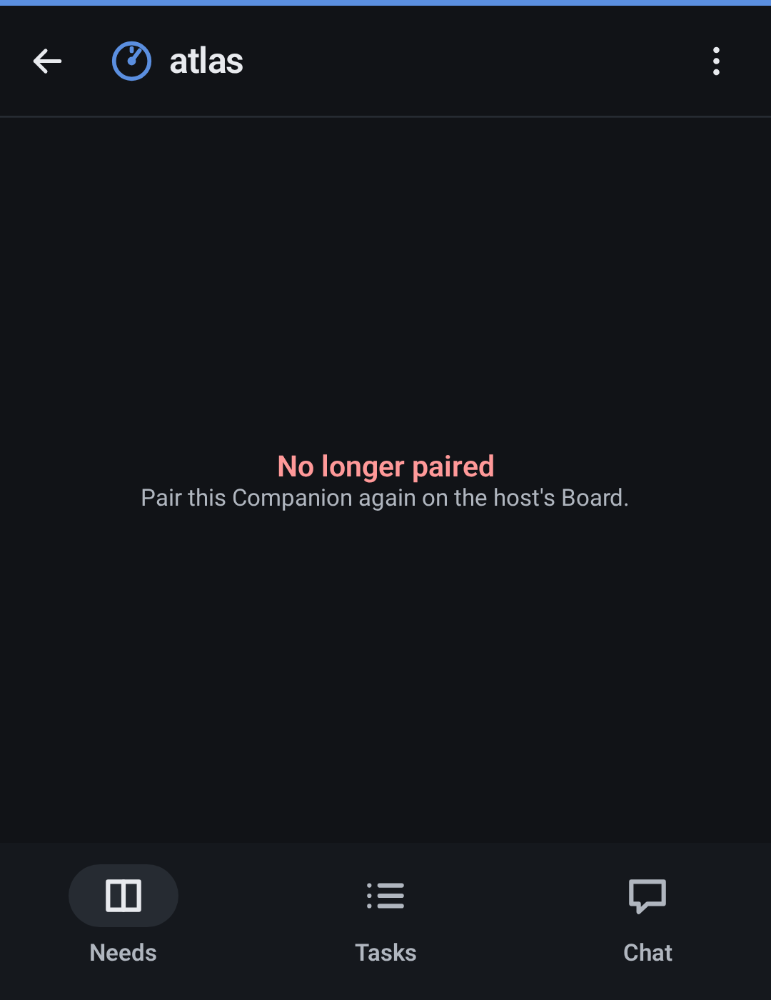 atlas
No longer paired
Pair this Companion again on the host's Board.
Needs
Tasks
Chat